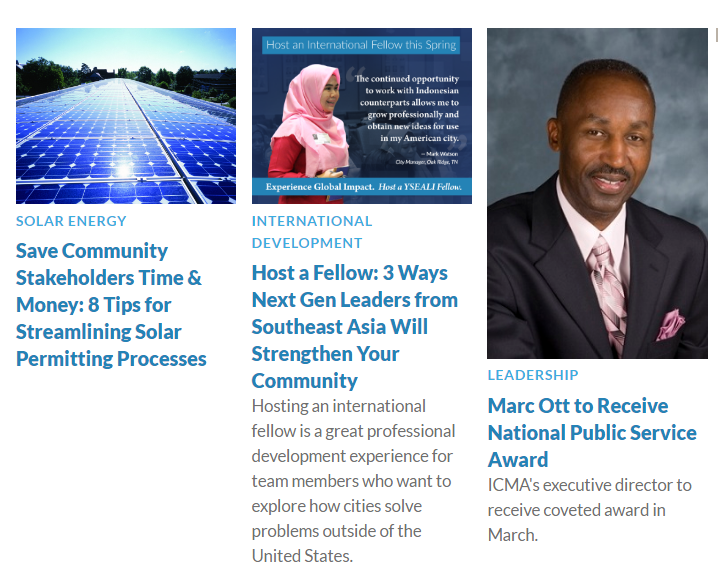 SOLAR ENERGY
Save Community
Stakeholders Time &
Money: 8 Tips for
Streamlining Solar
Permitting Processes
Host an International Fellow this Spring
The continued opportunity
to work with Indonesian
counterparts allows me to
grow professionally and
obtain new ideas for use
in my American city.
— Mark Watson
City Manager, Oak Ridge, TN
Experience Global Impact. Host a YSEALI Fellow.
INTERNATIONAL
DEVELOPMENT
Host a Fellow: 3 Ways
Next Gen Leaders from
Southeast Asia Will
Strengthen Your
Community
Hosting an international
fellow is a great professional
development experience for
team members who want to
explore how cities solve
problems outside of the
United States.
LEADERSHIP
Marc Ott to Receive
National Public Service
Award
ICMA's executive director to
receive coveted award in
March.